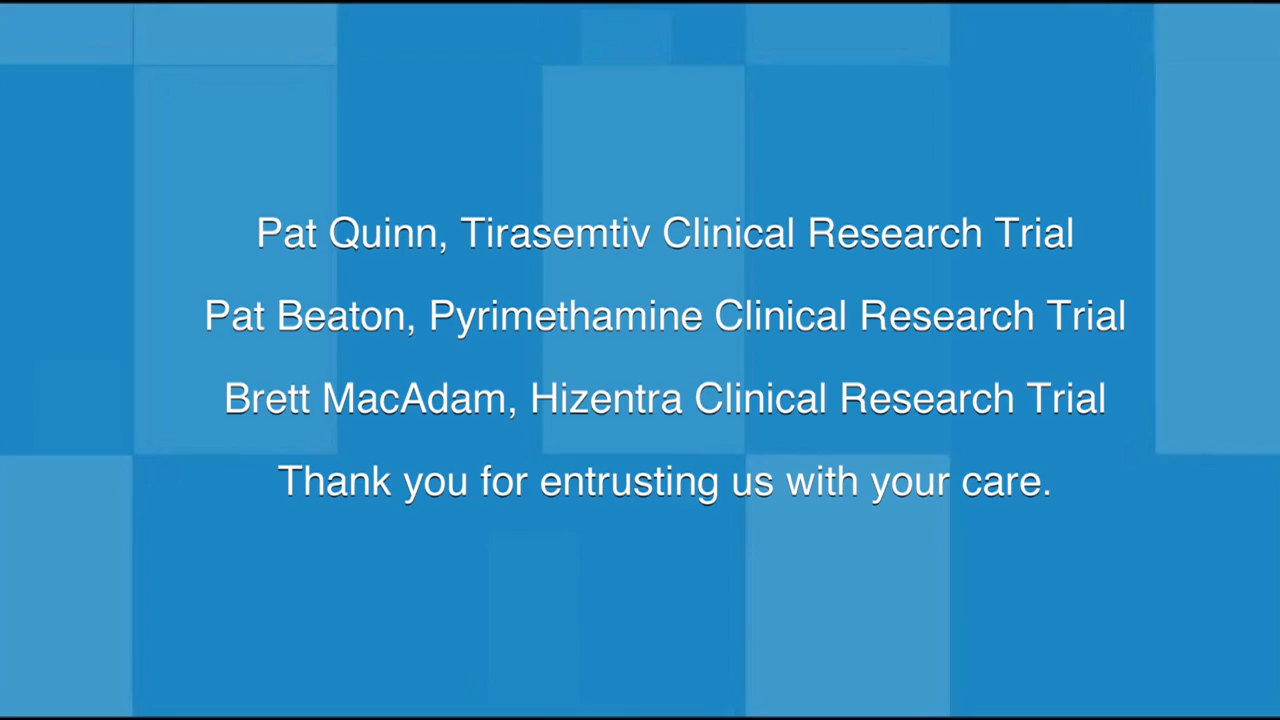 Pat Quinn, Tirasemtiv Clinical Research Trial
Pat Beaton, Pyrimethamine Clinical Research Trial
Brett MacAdam, Hizentra Clinical Research Trial
Thank you for entrusting us with your care.